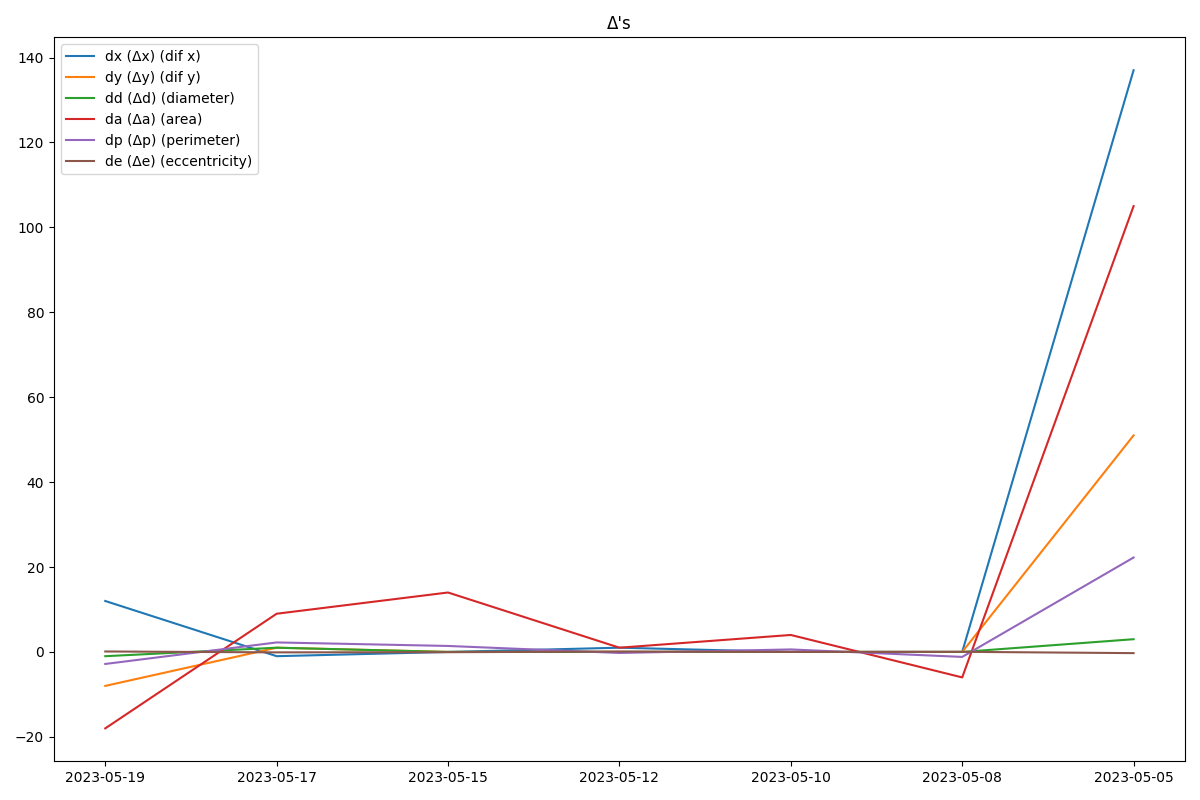 Δ's
dx (Δx) (dif x)
dy (Δy) (dif y)
dd (Δd) (diameter)
da (Δa) (area)
dp (Δp) (perimeter)
de (Δe) (eccentricity)
140
120
100
80
60
40
20
0
−20
2023-05-19 2023-05-17 2023-05-15 2023-05-12 2023-05-10 2023-05-08 2023-05-05